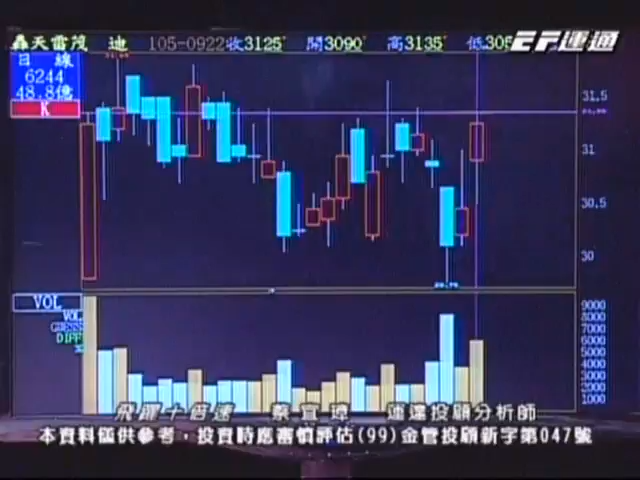 轟天雷茂 迪 105-0922收3125 開3090 高3135 低305
EF運通
日 線
6244
48.8億
K
31.5
31
30.5
30
VOL
VOL
GUESS
DIFF
9000
8000
7000
6000
5000
4000
3000
2000
1000
飛躍十倍速 蔡宜遼 運達投顧分析師
本資料僅供參考，投資時應審慎評估(99)金管投顧新字第047號